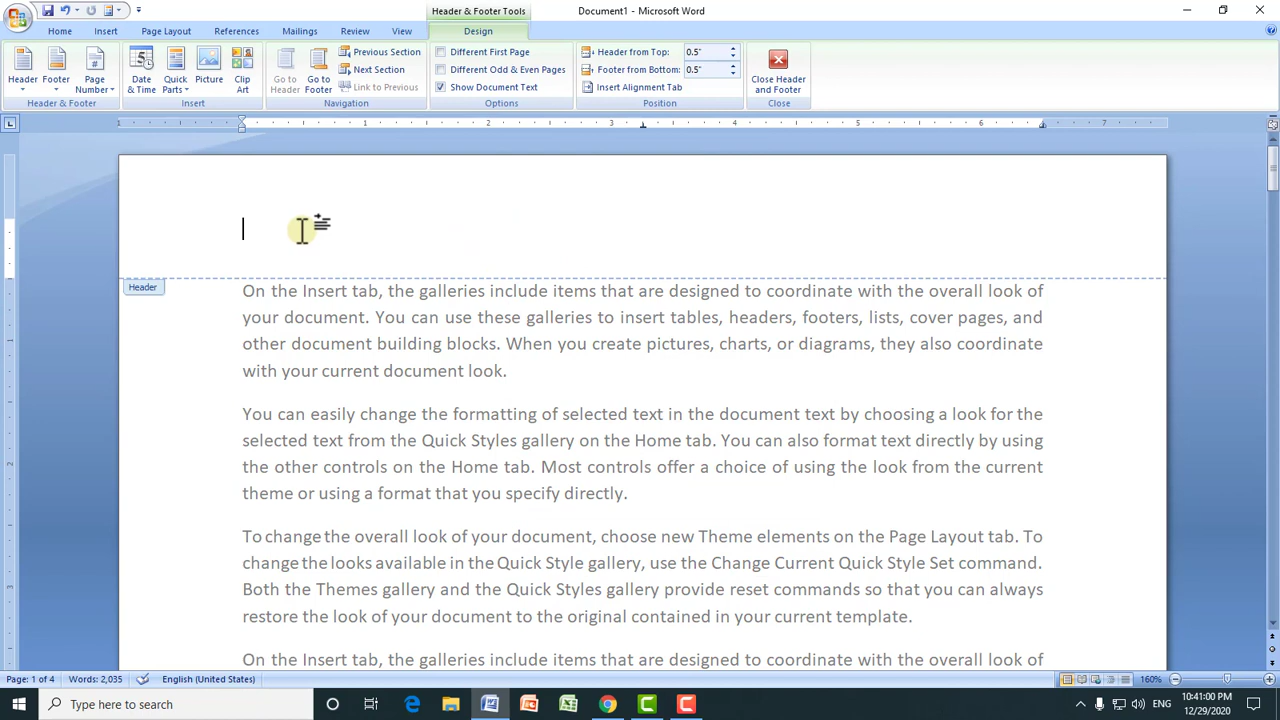 Header & Footer Tools
Document1 - Microsoft Word
Home
Insert
Page Layout
References
Mailings
Review
View
Design
Header
Footer
Page Number
Date & Time
Quick Parts
Picture
Clip Art
Go to Header
Go to Footer
Previous Section
Next Section
Link to Previous
Different First Page
Different Odd & Even Pages
Show Document Text
Header from Top: 0.5"
Footer from Bottom: 0.5"
Insert Alignment Tab
Close Header and Footer
Header & Footer
Insert
Navigation
Options
Position
Close
1 2 3 4 5 6 7
Header
On the Insert tab, the galleries include items that are designed to coordinate with the overall look of
your document. You can use these galleries to insert tables, headers, footers, lists, cover pages, and
other document building blocks. When you create pictures, charts, or diagrams, they also coordinate
with your current document look.
You can easily change the formatting of selected text in the document text by choosing a look for the
selected text from the Quick Styles gallery on the Home tab. You can also format text directly by using
the other controls on the Home tab. Most controls offer a choice of using the look from the current
theme or using a format that you specify directly.
To change the overall look of your document, choose new Theme elements on the Page Layout tab. To
change the looks available in the Quick Style gallery, use the Change Current Quick Style Set command.
Both the Themes gallery and the Quick Styles gallery provide reset commands so that you can always
restore the look of your document to the original contained in your current template.
On the Insert tab, the galleries include items that are designed to coordinate with the overall look of
1
2
3
Page: 1 of 4
Words: 2,035
English (United States)
160%
Type here to search
ENG
10:41:00 AM
12/29/2020